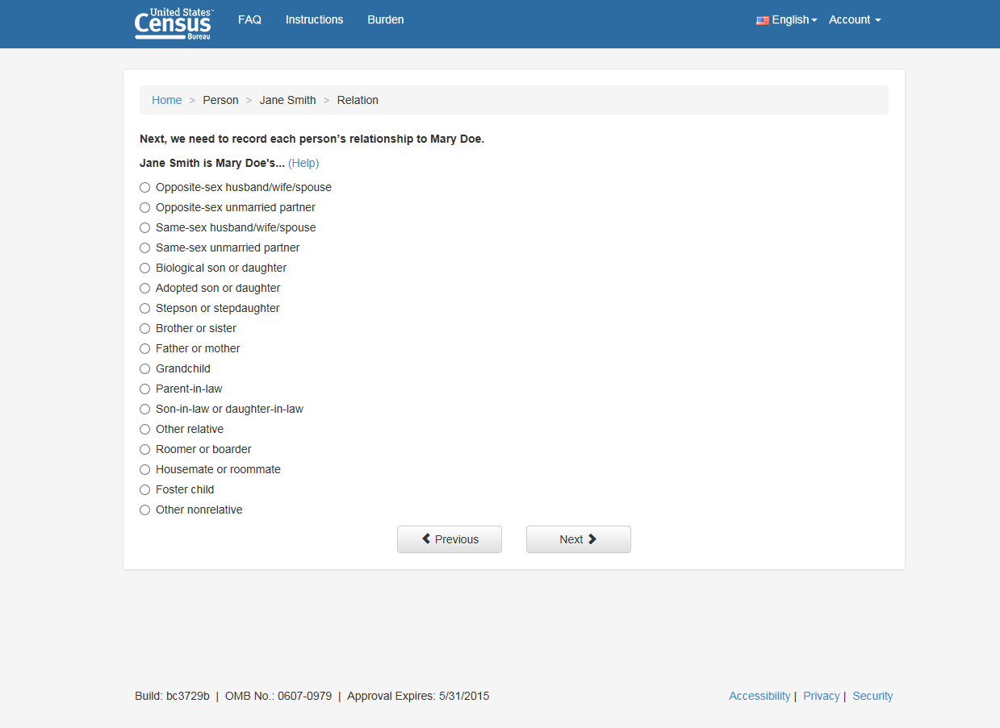 United States™
Census
Bureau
FAQ Instructions Burden English Account
Home > Person > Jane Smith > Relation
Next, we need to record each person’s relationship to Mary Doe.
Jane Smith is Mary Doe's... (Help)
Opposite-sex husband/wife/spouse
Opposite-sex unmarried partner
Same-sex husband/wife/spouse
Same-sex unmarried partner
Biological son or daughter
Adopted son or daughter
Stepson or stepdaughter
Brother or sister
Father or mother
Grandchild
Parent-in-law
Son-in-law or daughter-in-law
Other relative
Roomer or boarder
Housemate or roommate
Foster child
Other nonrelative
Previous Next
Build: bc3729b | OMB No.: 0607-0979 | Approval Expires: 5/31/2015 Accessibility | Privacy | Security